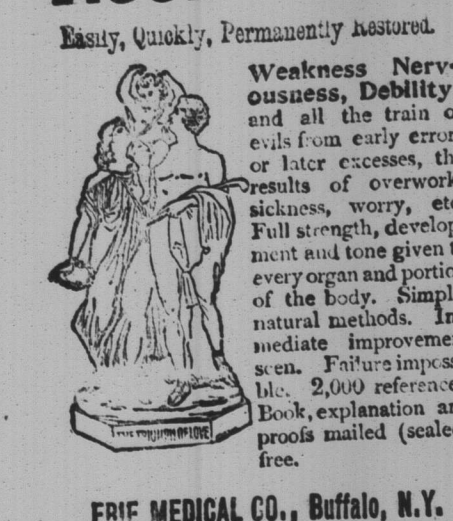 Easily, Quickly, Permanently Restored.
Weakness Nerv-
ousness, Debility
and all the train o
evils from early error
or later excesses, th
results of overwork
sickness, worry, etc
Full strength, develop
ment and tone given t
every organ and portio
of the body. Simpl
natural methods. Im
mediate improveme
seen. Failure imposs
ble. 2,000 reference
Book, explanation an
proofs mailed (seale
free.
THE TRIUMPH OF LOVE
ERIE MEDICAL CO., Buffalo, N.Y.